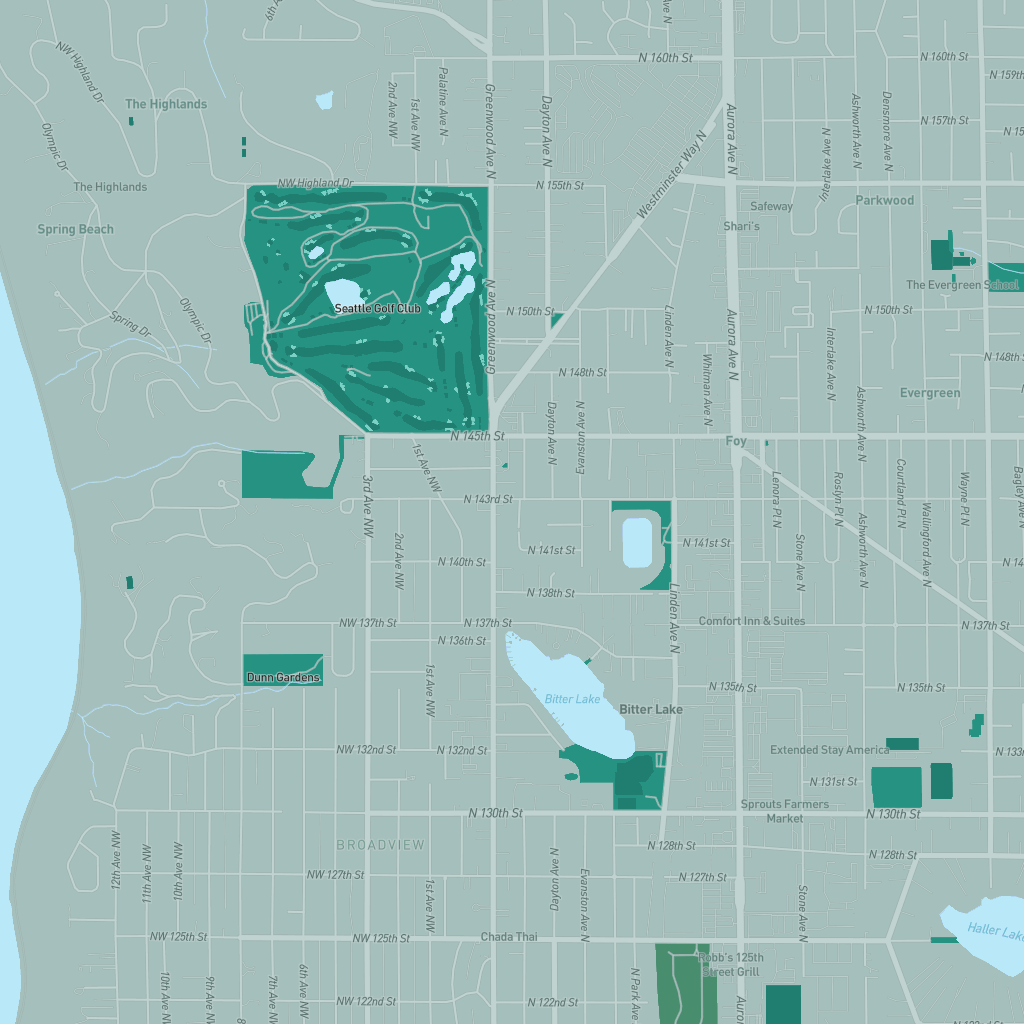 6th A
N 160th St
N 160th St
NW Highland Dr
N 159th
2nd Ave NW
1st Ave NW
Palatine Ave N
Greenwood Ave N
Dayton Ave N
Aurora Ave N
Ashworth Ave N
Densmore Ave N
The Highlands
N 157th St
Interlake Ave N
Olympic Dr
Westminster Way N
NW Highland Dr
N 155th St
The Highlands
Safeway
Parkwood
Shari's
Spring Beach
The Evergreen School
Seattle Golf Club
Greenwood Ave N
N 150th St
N 150th St
Spring Dr
Olympic Dr
Linden Ave N
Aurora Ave N
Whitman Ave N
Interlake Ave N
N 148th St
N 148th St
Evergreen
Ashworth Ave N
Dayton Ave N
Evanston Ave N
N 145th St
Foy
1st Ave NW
3rd Ave NW
N 143rd St
Lenora Pl N
Roslyn Pl N
Courtland Pl N
Wayne Pl N
Bagley Ave N
Wallingford Ave N
Ashworth Ave N
Stone Ave N
2nd Ave NW
N 141st St
N 141st St
N 140th St
N 138th St
Linden Ave N
NW 137th St
N 137th St
Comfort Inn & Suites
N 137th St
N 136th St
Dunn Gardens
1st Ave NW
Bitter Lake
Bitter Lake
N 135th St
N 135th St
NW 132nd St
N 132nd St
Extended Stay America
N 133r
N 131st St
N 130th St
Sprouts Farmers
Market
N 130th St
BROADVIEW
12th Ave NW
11th Ave NW
10th Ave NW
N 128th St
N 128th St
NW 127th St
N 127th St
1st Ave NW
Dayton Ave N
Evanston Ave N
Stone Ave N
Haller Lake
NW 125th St
NW 125th St
Chada Thai
Robb's 125th
Street Grill
10th Ave NW
9th Ave NW
7th Ave NW
6th Ave NW
NW 122nd St
N 122nd St
N Park Ave
Auror